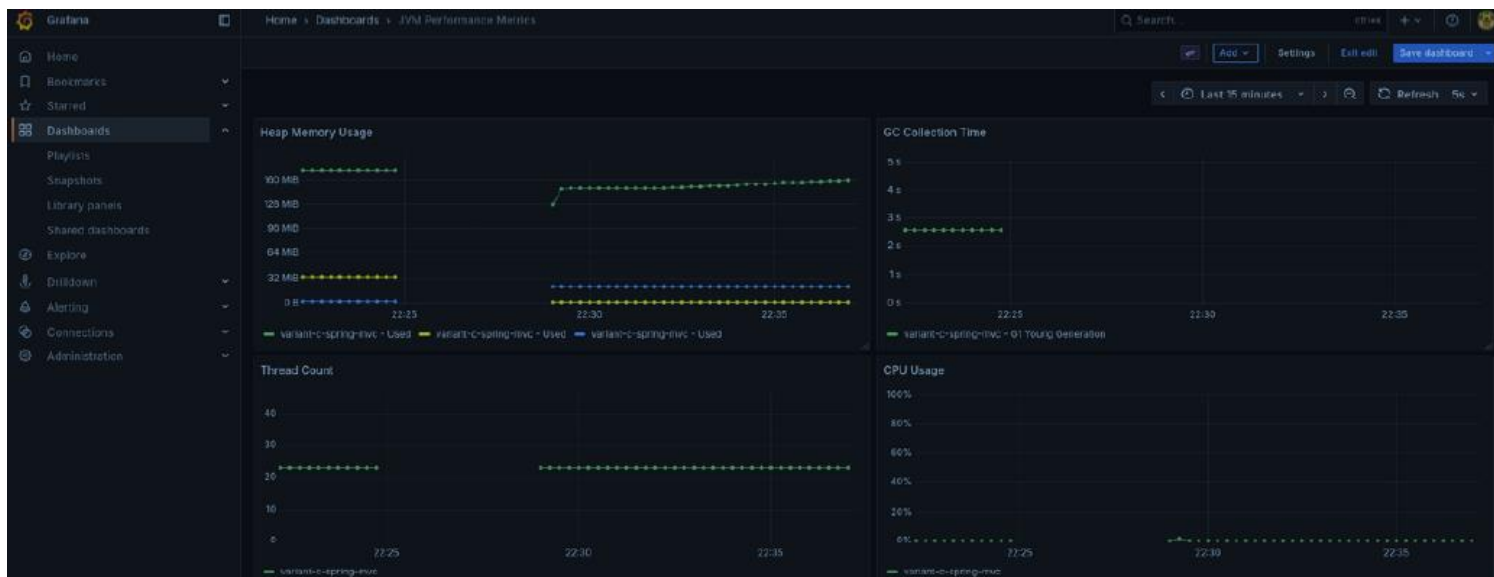 Grafana
Home › Dashboards › JVM Performance Metrics
Search...
Home
Bookmarks
Starred
Dashboards
Playlists
Snapshots
Library panels
Shared dashboards
Explore
Drilldown
Alerting
Connections
Administration
Add
Settings
Exit edit
Save dashboard
Last 15 minutes
Refresh 5s
Heap Memory Usage
160 MiB
128 MiB
96 MiB
64 MiB
32 MiB
0 B
22:25 22:30 22:35
variant-c-spring-mvc - Used variant-c-spring-mvc - Used variant-c-spring-mvc - Used
GC Collection Time
5 s
4 s
3 s
2 s
1 s
0 s
22:25 22:30 22:35
variant-c-spring-mvc - G1 Young Generation
Thread Count
40
30
20
10
0
22:25 22:30 22:35
variant-c-spring-mvc
CPU Usage
100%
80%
60%
40%
20%
0%
22:25 22:30 22:35
variant-c-spring-mvc